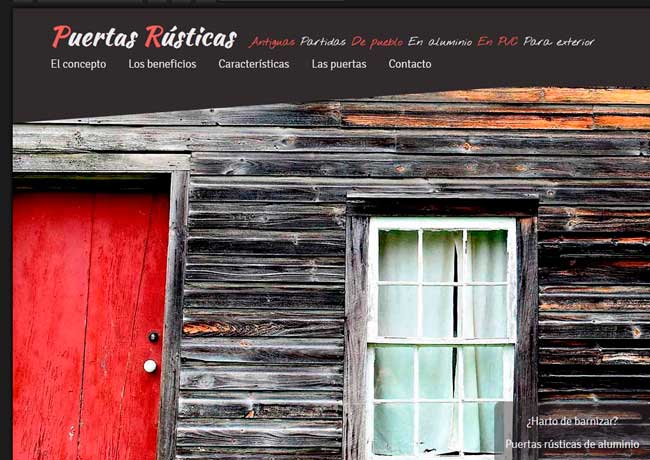 Puertas Rústicas Antiguas Partidas De pueblo En aluminio En PVC Para exterior
El concepto Los beneficios Características Las puertas Contacto
¿Harto de barnizar?
Puertas rústicas de aluminio